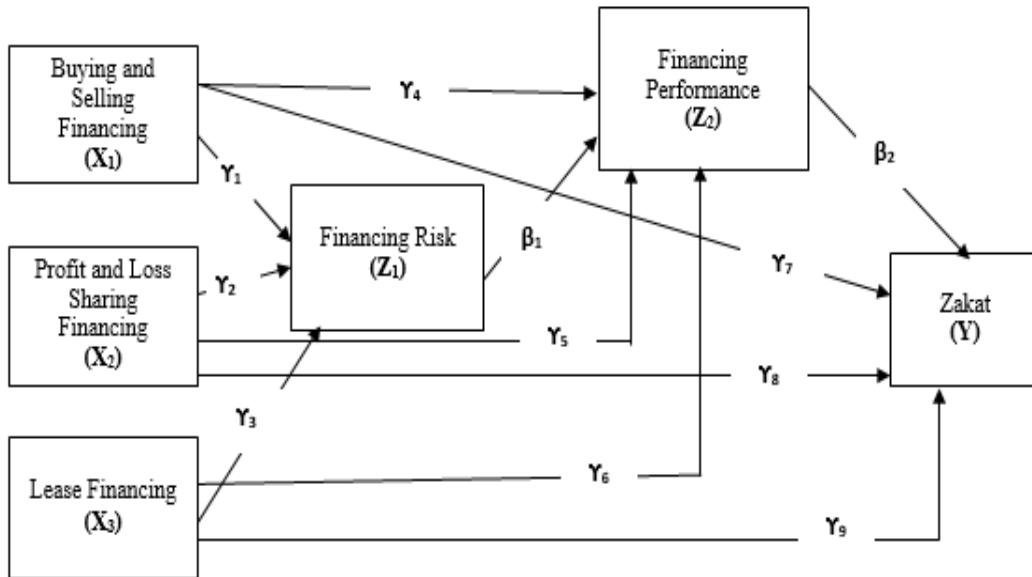 Buying and
Selling
Financing
(X₁)
ϒ₄
Financing
Performance
(Z₂)
β₂
ϒ₁
Financing Risk
(Z₁)
β₁
Profit and Loss
Sharing
Financing
(X₂)
ϒ₂
ϒ₇
Zakat
(Y)
ϒ₅
ϒ₈
ϒ₃
Lease Financing
(X₃)
ϒ₆
ϒ₉